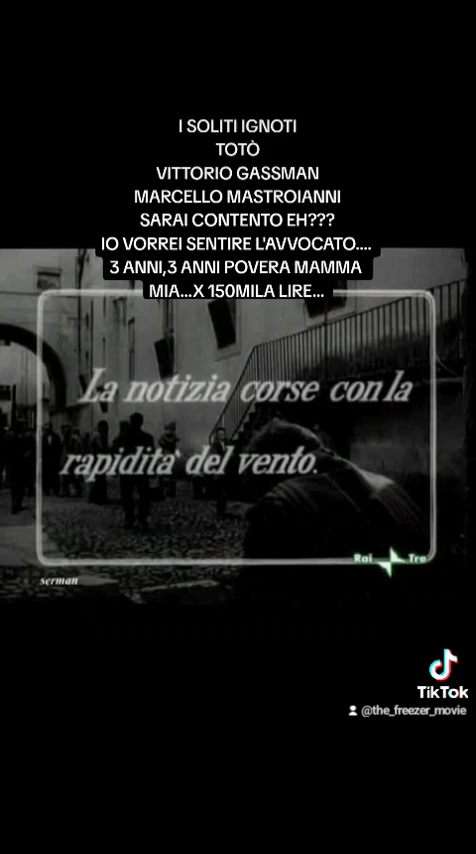 I SOLITI IGNOTI
TOTÒ
VITTORIO GASSMAN
MARCELLO MASTROIANNI
SARAI CONTENTO EH???
IO VORREI SENTIRE L'AVVOCATO....
3 ANNI,3 ANNI POVERA MAMMA
MIA...X 150MILA LIRE...
La notizia corse con la
rapidita' del vento.
Rai Tre
serman
TikTok
@the_freezer_movie